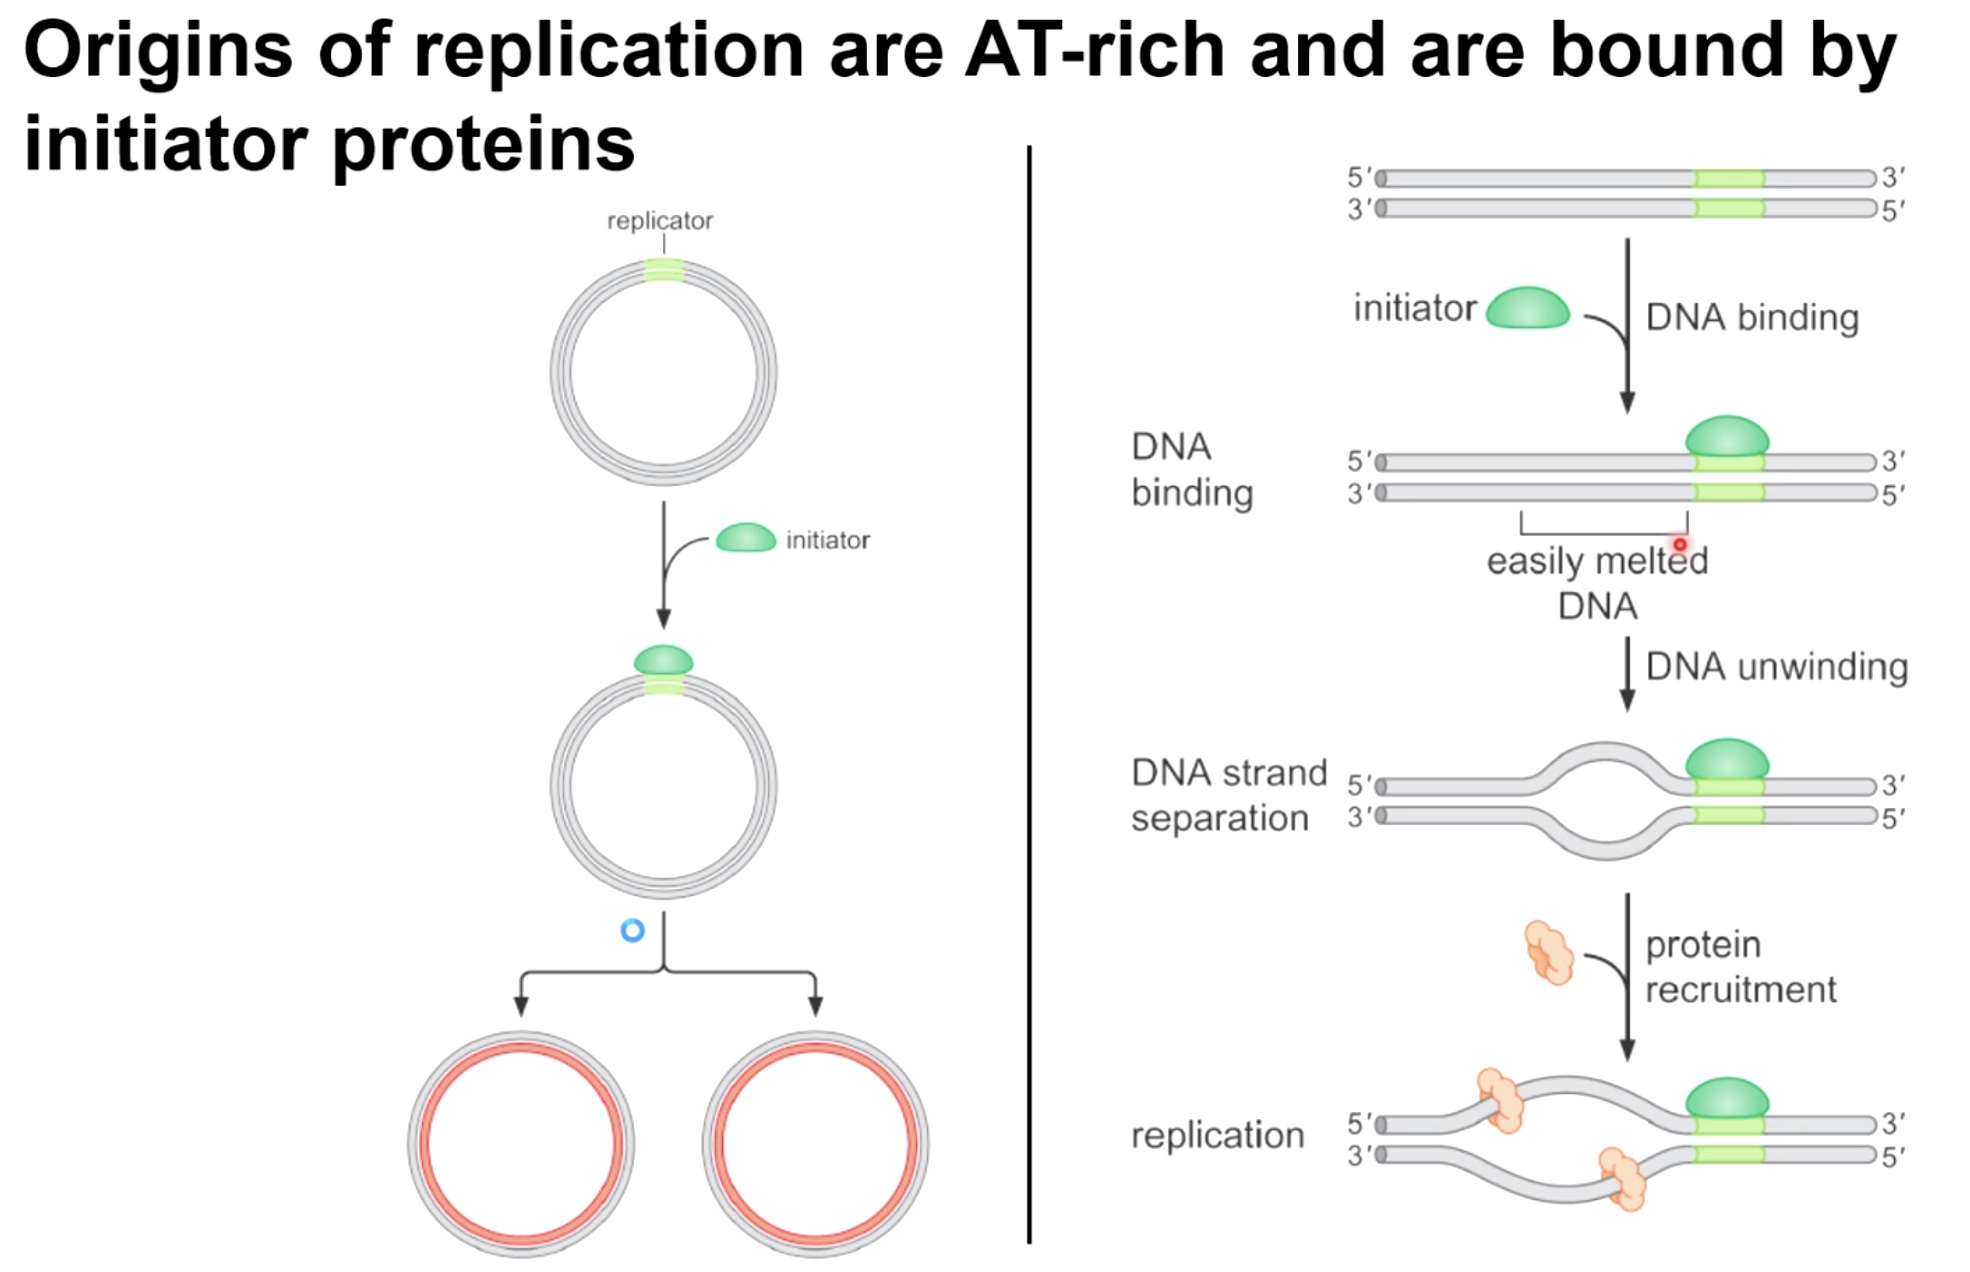 Origins of replication are AT-rich and are bound by
initiator proteins
replicator
initiator
5′ 3′
3′ 5′
initiator
DNA binding
DNA
binding
5′ 3′
3′ 5′
easily melted
DNA
DNA unwinding
DNA strand
separation
5′ 3′
3′ 5′
protein
recruitment
replication
5′ 3′
3′ 5′